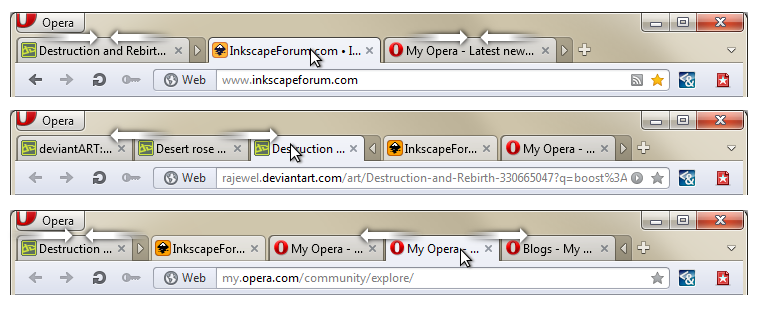 Opera
Destruction and Rebirt... InkscapeForum.com • I... My Opera - Latest new...
Web www.inkscapeforum.com
Opera
deviantART:... Desert rose ... Destruction ... InkscapeFor... My Opera - ...
Web rajewel.deviantart.com/art/Destruction-and-Rebirth-330665047?q=boost%3A
Opera
Destruction ... InkscapeFor... My Opera - ... My Opera - ... Blogs - My ...
Web my.opera.com/community/explore/